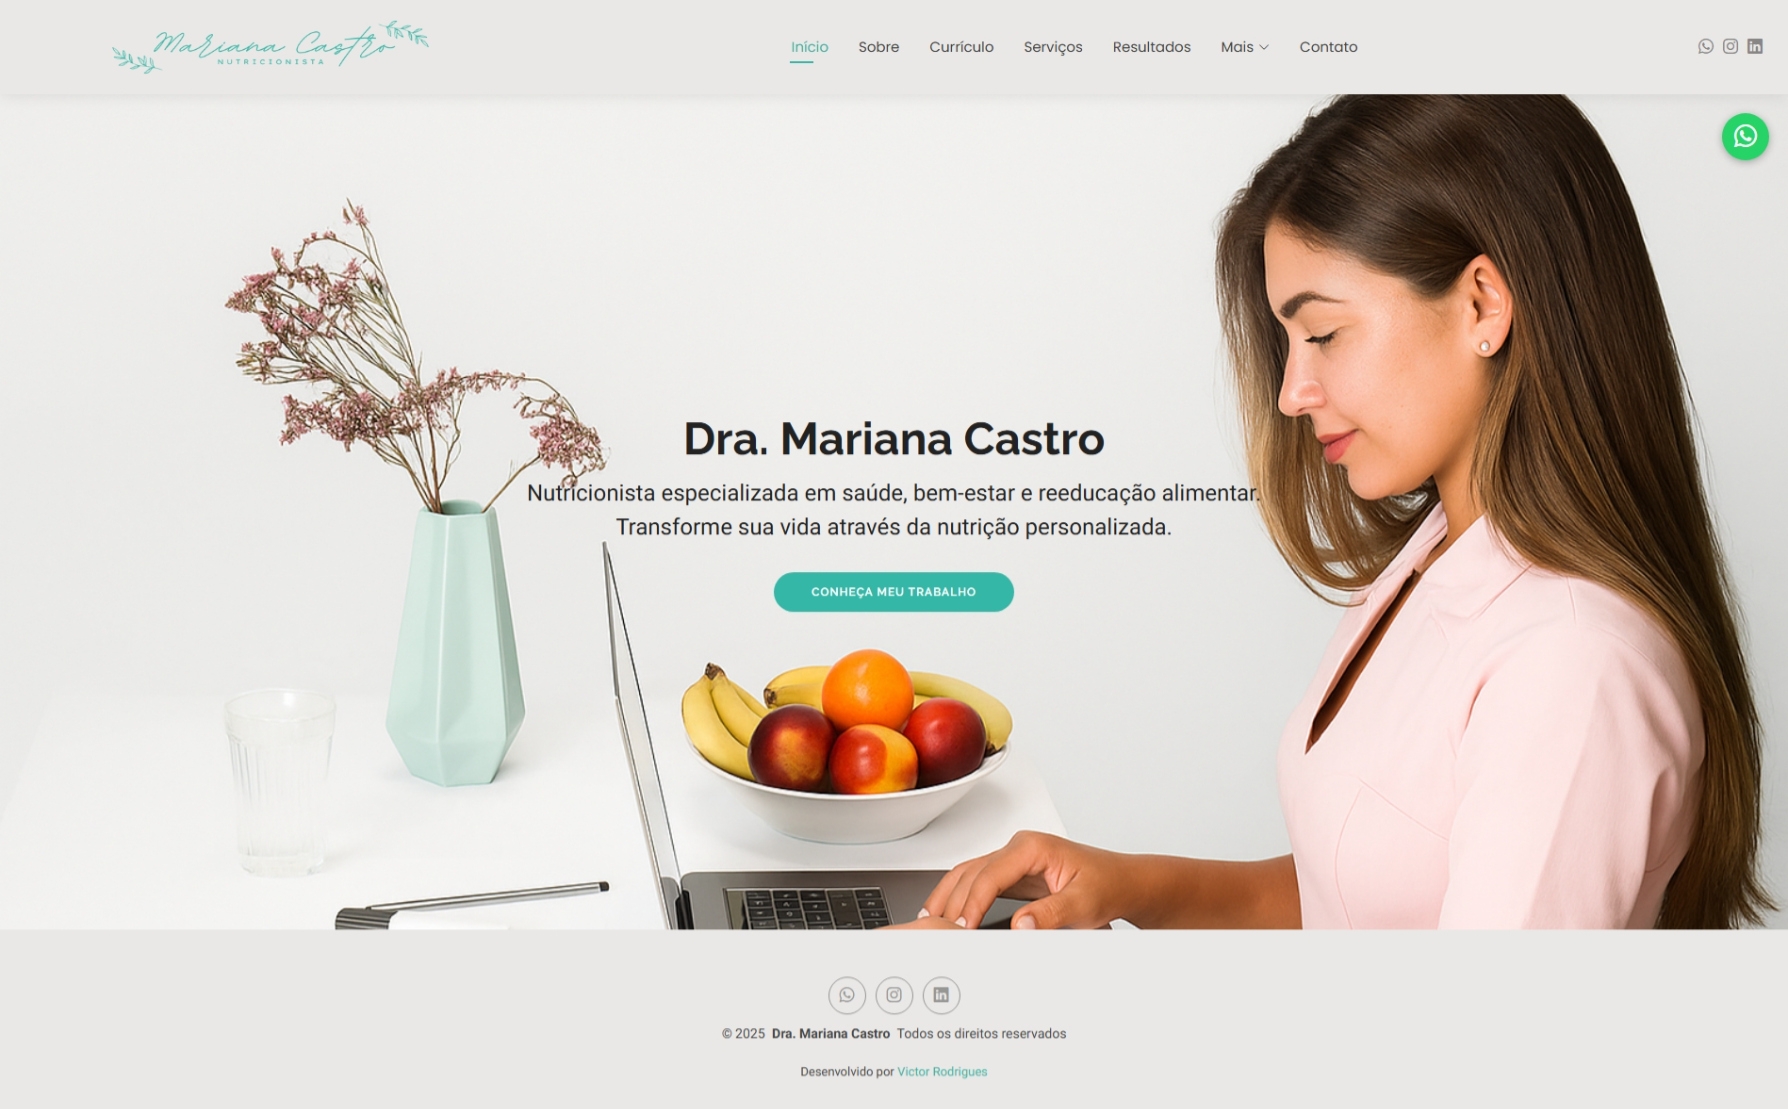 Mariana Castro
NUTRICIONISTA
Início Sobre Currículo Serviços Resultados Mais Contato
Dra. Mariana Castro
Nutricionista especializada em saúde, bem-estar e reeducação alimentar.
Transforme sua vida através da nutrição personalizada.
CONHEÇA MEU TRABALHO
© 2025 Dra. Mariana Castro Todos os direitos reservados
Desenvolvido por Victor Rodrigues